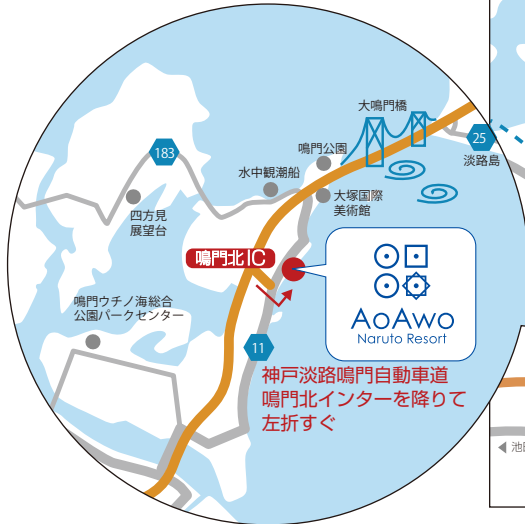 大鳴門橋
25
淡路島
鳴門公園
183
水中観潮船
大塚国際
美術館
四方見
展望台
鳴門北IC
鳴門ウチノ海総合
公園パークセンター
AoAwo
Naruto Resort
11
神戸淡路鳴門自動車道
鳴門北インターを降りて
左折すぐ